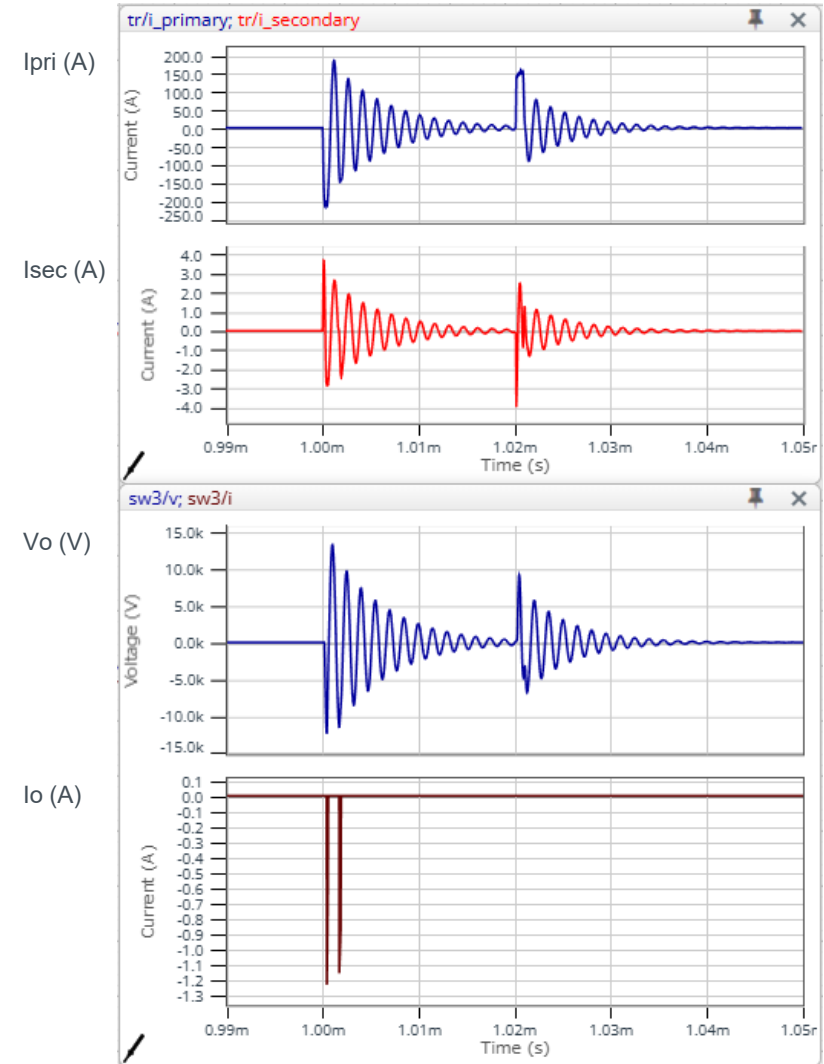 tr/i_primary; tr/i_secondary
Ipri (A)
Current (A)
200.0
150.0
100.0
50.0
0.0
-50.0
-100.0
-150.0
-200.0
-250.0
Isec (A)
Current (A)
4.0
3.0
2.0
1.0
0.0
-1.0
-2.0
-3.0
-4.0
0.99m 1.00m 1.01m 1.02m 1.03m 1.04m 1.05r
Time (s)
sw3/v; sw3/i
Vo (V)
Voltage (V)
15.0k
10.0k
5.0k
0.0k
-5.0k
-10.0k
-15.0k
Io (A)
Current (A)
0.1
0.0
-0.1
-0.2
-0.3
-0.4
-0.5
-0.6
-0.7
-0.8
-0.9
-1.0
-1.1
-1.2
-1.3
0.99m 1.00m 1.01m 1.02m 1.03m 1.04m 1.05r
Time (s)